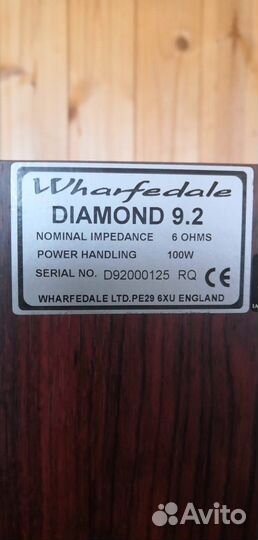 Wharfedale
DIAMOND 9.2
NOMINAL IMPEDANCE 6 OHMS
POWER HANDLING 100W
SERIAL NO. D92000125 RQ CE
WHARFEDALE LTD.PE29 6XU ENGLAND
Avito